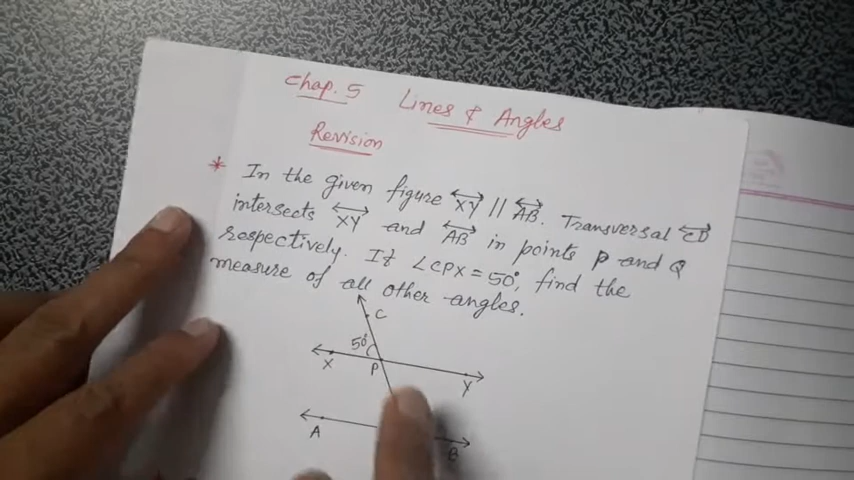 Chap. 5 Lines & Angles
Revision
* In the given figure XY || AB. Transversal CD
intersects XY and AB in points P and Q
respectively. If ∠CPX = 50°, find the
measure of all other angles.
C
50°
X P Y
A B